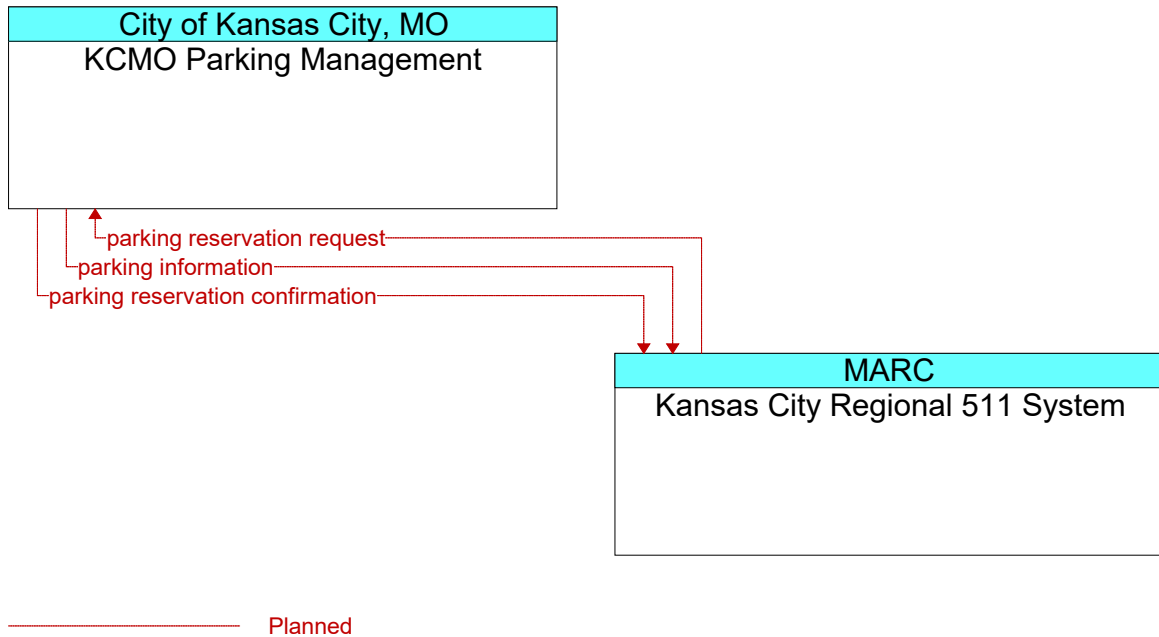 City of Kansas City, MO
KCMO Parking Management
parking reservation request
parking information
parking reservation confirmation
MARC
Kansas City Regional 511 System
Planned